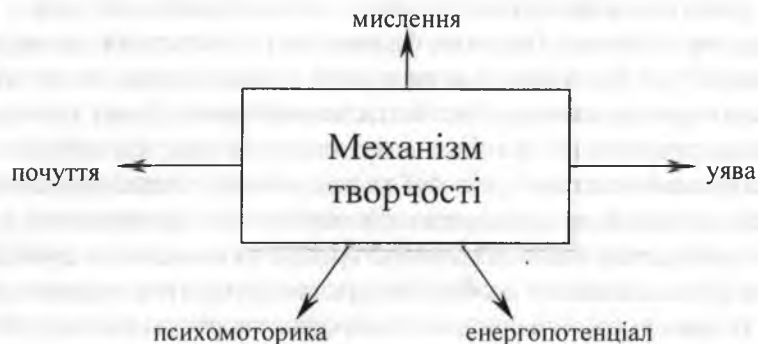 мислення
Механізм
творчості
почуття
уява
психомоторика
енергопотенціал